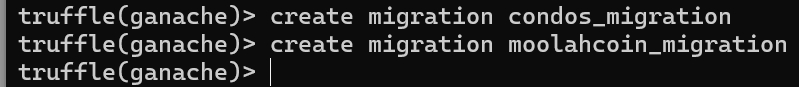 truffle(ganache)> create migration condos_migration
truffle(ganache)> create migration moolahcoin_migration
truffle(ganache)>